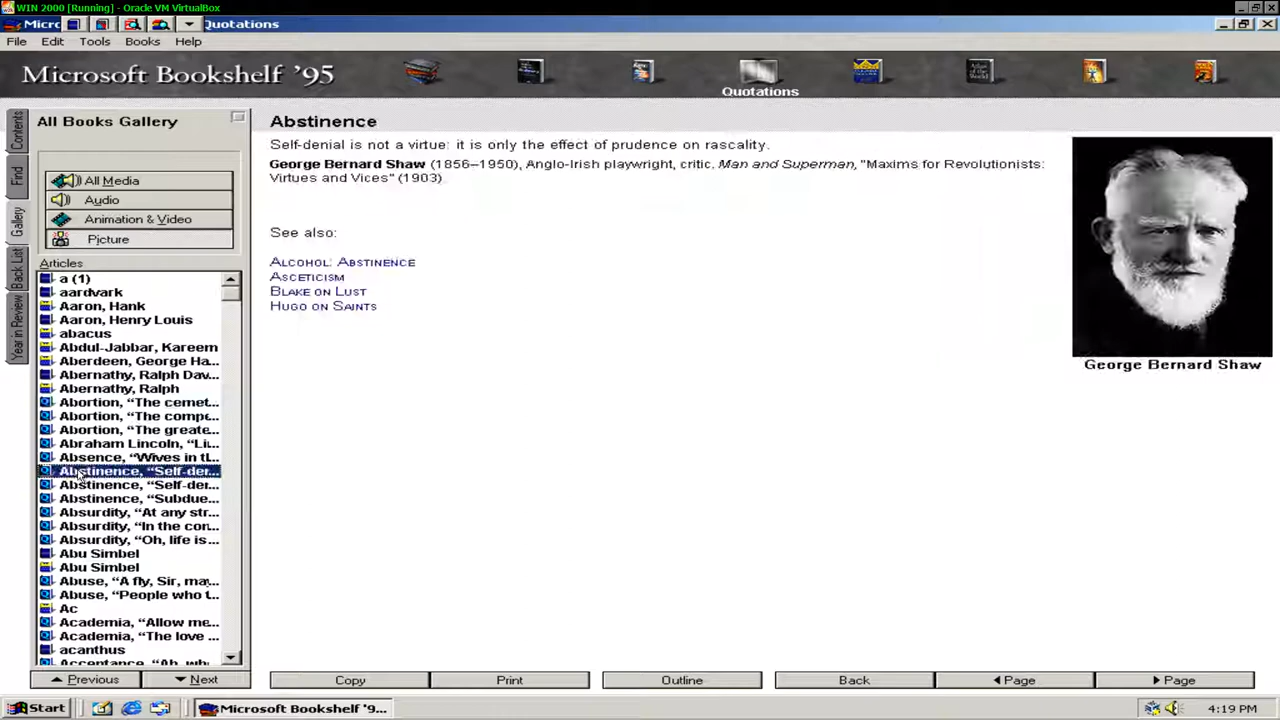 WIN 2000 [Running] - Oracle VM VirtualBox
Micro
Quotations
File Edit Tools Books Help
Microsoft Bookshelf '95
Quotations
Contents
Find
Gallery
Back List
Year in Review
All Books Gallery
All Media
Audio
Animation & Video
Picture
Articles
a (1)
aardvark
Aaron, Hank
Aaron, Henry Louis
abacus
Abdul-Jabbar, Kareem
Aberdeen, George Ha...
Abernathy, Ralph Dav...
Abernathy, Ralph
Abortion, “The cemet...
Abortion, “The compe...
Abortion, “The greate...
Abraham Lincoln, “Li...
Absence, “Wives in tl...
Abstinence, “Self-der...
Abstinence, “Self-der...
Abstinence, “Subdue...
Absurdity, “At any str...
Absurdity, “In the con...
Absurdity, “Oh, life is...
Abu Simbel
Abu Simbel
Abuse, “A fly, Sir, may...
Abuse, “People who t...
Ac
Academia, “Allow me...
Academia, “The love ...
acanthus
Acceptance, “Ah, wh...
Previous Next
Abstinence
Self-denial is not a virtue: it is only the effect of prudence on rascality.
George Bernard Shaw (1856–1950), Anglo-Irish playwright, critic. Man and Superman, "Maxims for Revolutionists:
Virtues and Vices" (1903).
See also:
ALCOHOL: ABSTINENCE
ASCETICISM
BLAKE ON LUST
HUGO ON SAINTS
George Bernard Shaw
Copy Print Outline Back Page Page
Start Microsoft Bookshelf '9... 4:19 PM